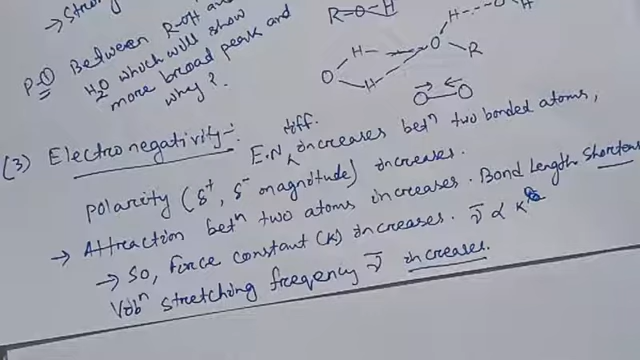 → Strong
P-① Between R-OH and
H2O which will show
more broad peak and
why?
R-O-H
H
O
H
O
H
O
H
R
O O
(3) Electronegativity:-
E.N diff. increases betn two bonded atoms,
polarity (δ+, δ- magnitude) increases.
→ Attraction betn two atoms increases. Bond Length Shortens
→ So, Force constant (K) increases. ν̄ ∝ K
Vibn stretching frequency ν̄ increases.